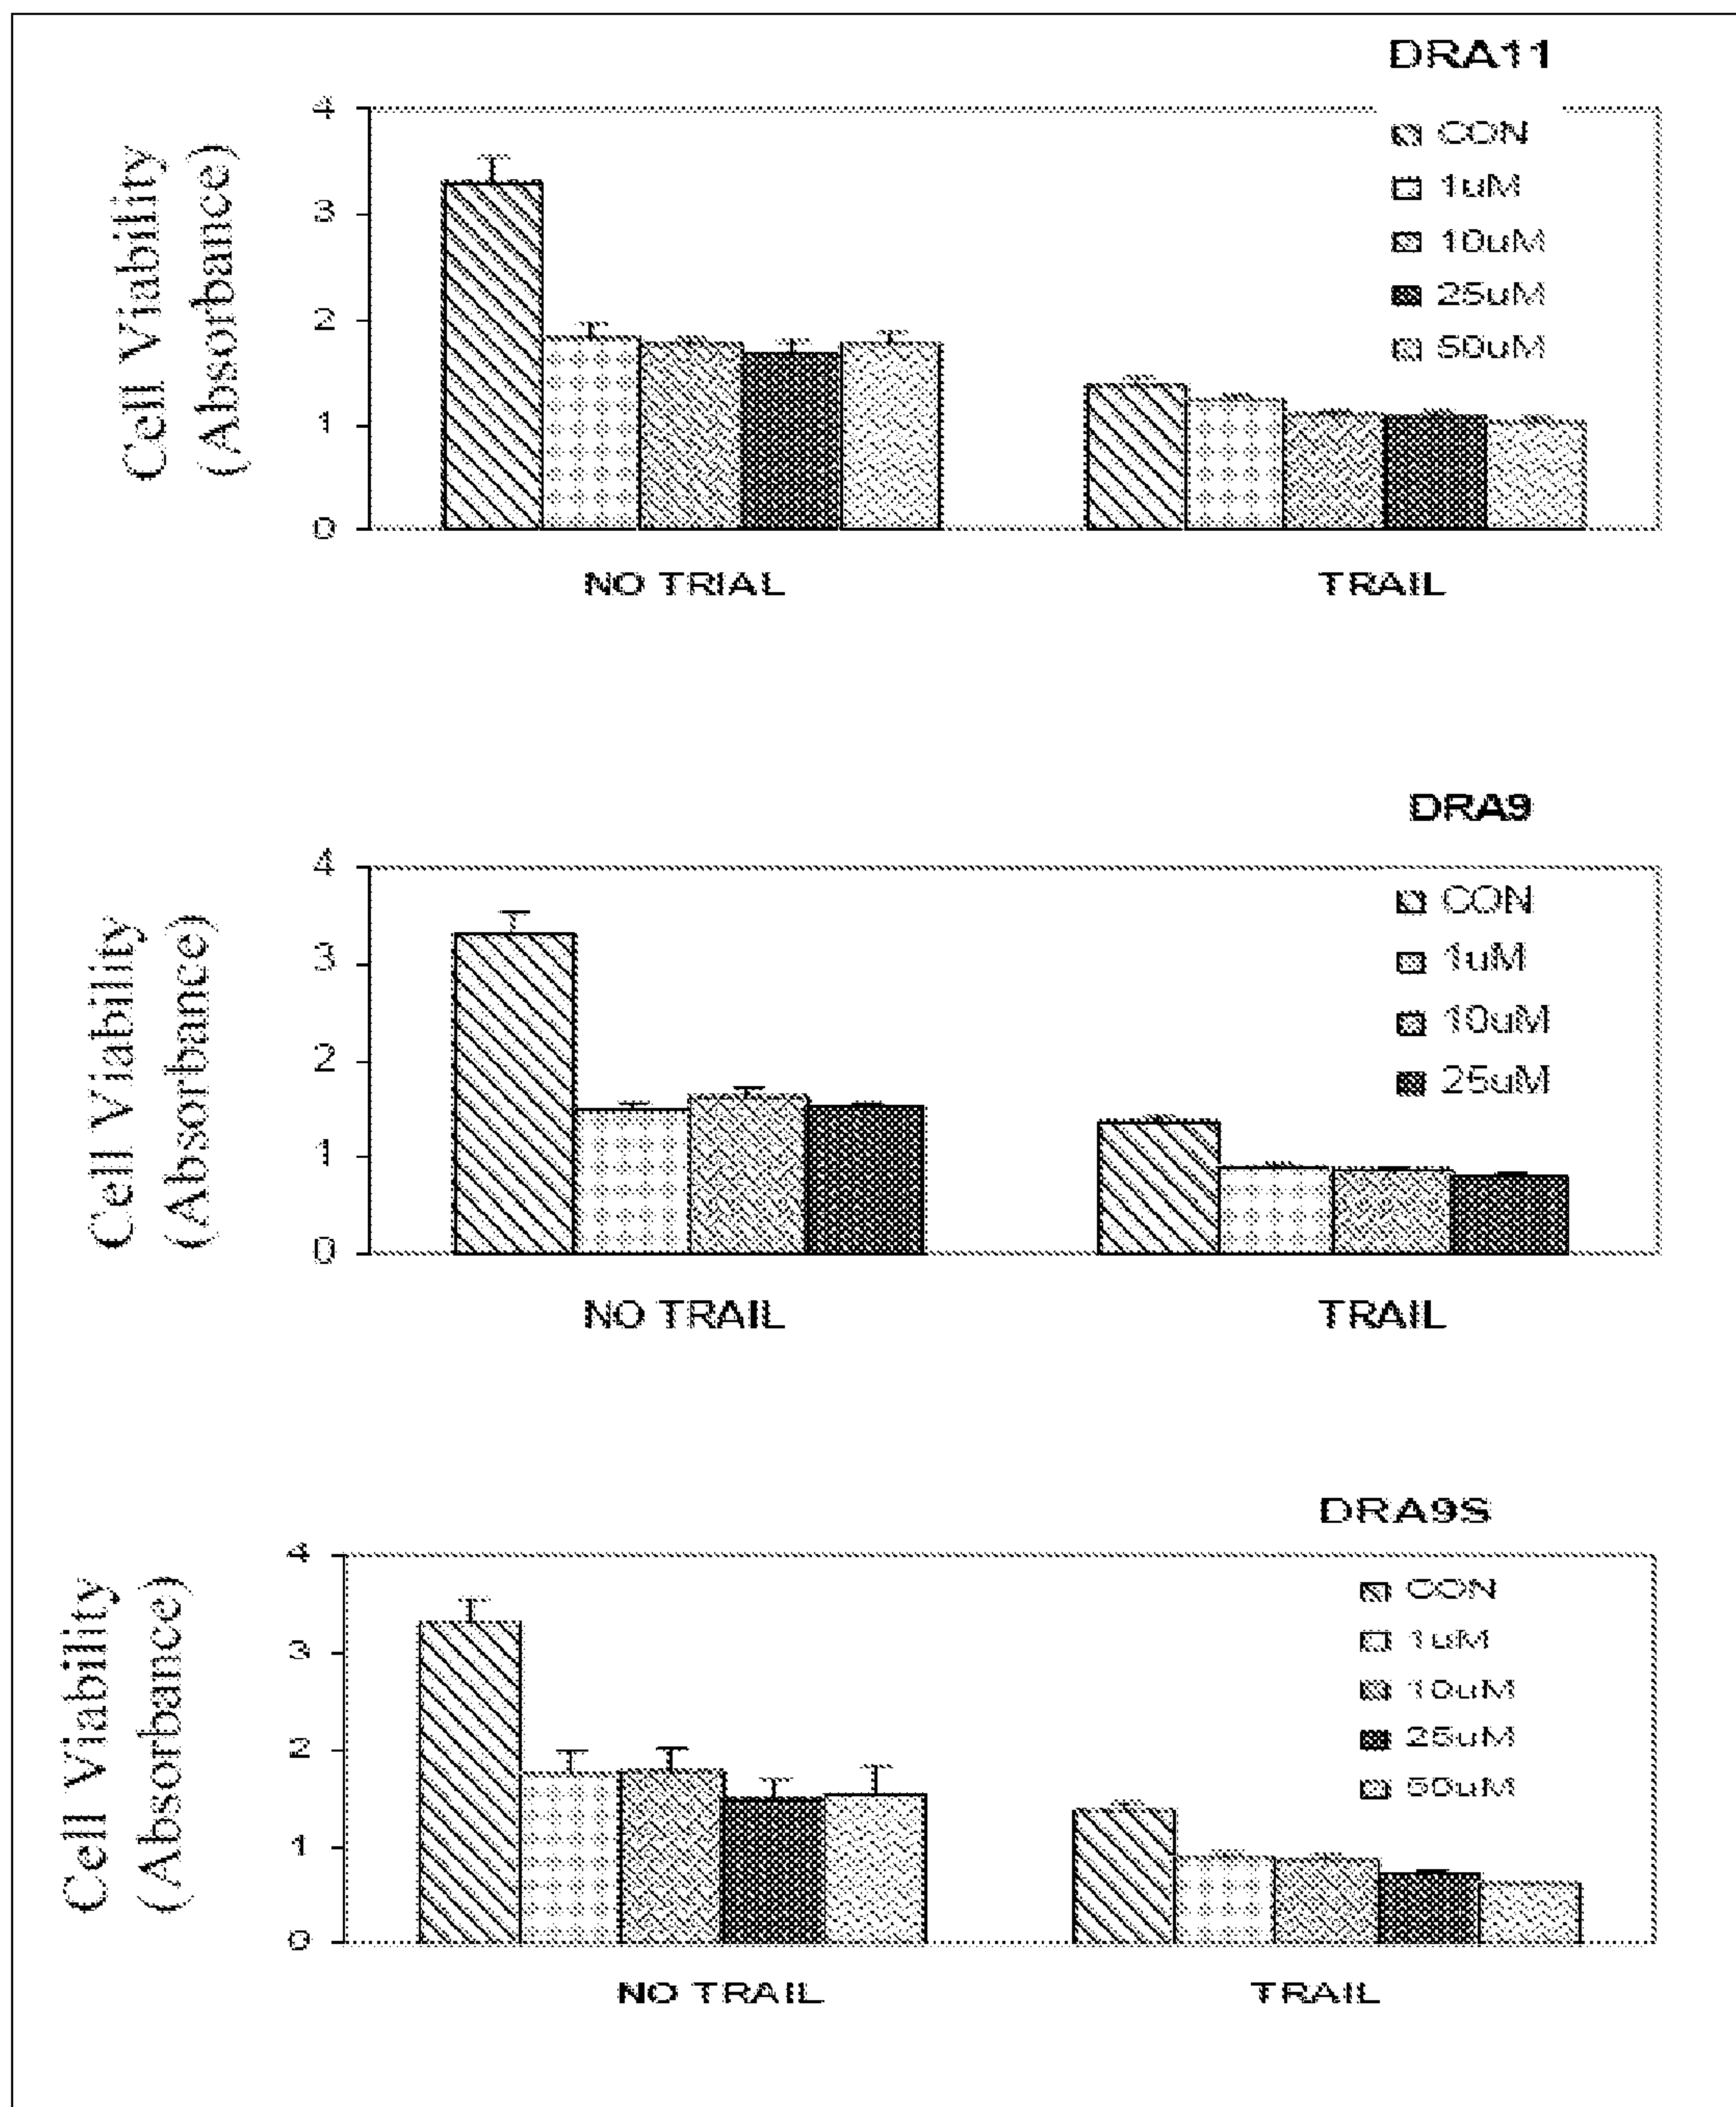 DRA11
Cell Viability
(Absorbance)
4
3
2
1
0
CON
1uM
10uM
25uM
50uM
NO TRIAL
TRAIL
DRA9
Cell Viability
(Absorbance)
4
3
2
1
0
CON
1uM
10uM
25uM
NO TRAIL
TRAIL
DRA9S
Cell Viability
(Absorbance)
4
3
2
1
0
CON
1uM
10uM
25uM
50uM
NO TRAIL
TRAIL